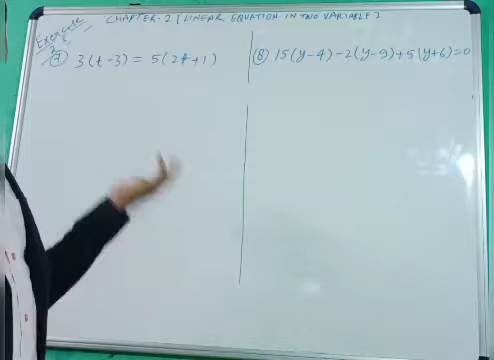 CHAPTER-2 [LINEAR EQUATION IN TWO VARIABLE]
Exercise
⑦ 3(t-3) = 5(2t+1)
⑧ 15(y-4)-2(y-9)+5(y+6)=0